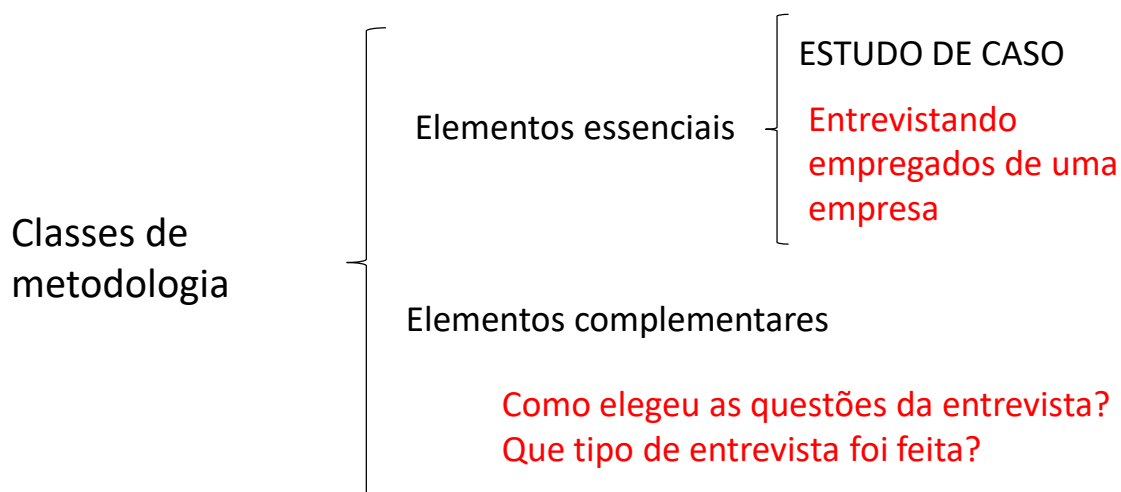 ESTUDO DE CASO
Elementos essenciais
Entrevistando
empregados de uma
empresa
Classes de
metodologia
Elementos complementares
Como elegeu as questões da entrevista?
Que tipo de entrevista foi feita?